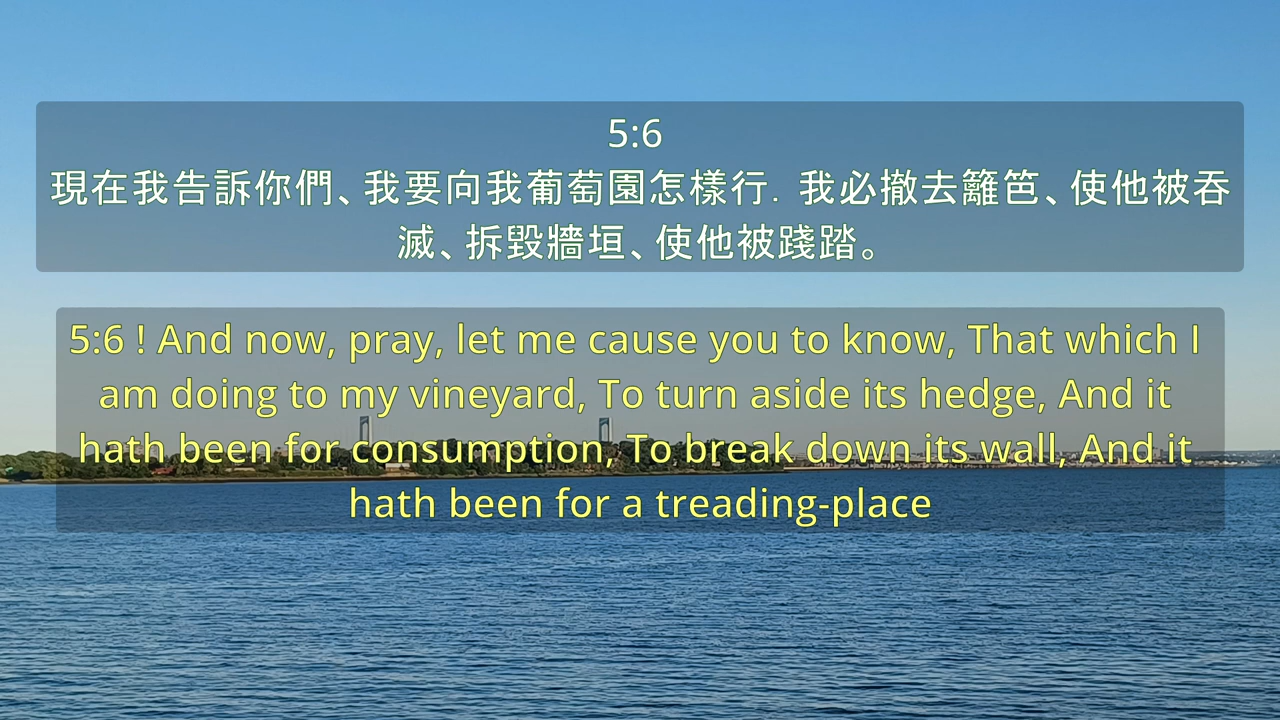 5:6
現在我告訴你們、我要向我葡萄園怎樣行. 我必撤去籬笆、使他被吞
滅、拆毀牆垣、使他被踐踏。
5:6 ! And now, pray, let me cause you to know, That which I
am doing to my vineyard, To turn aside its hedge, And it
hath been for consumption, To break down its wall, And it
hath been for a treading-place